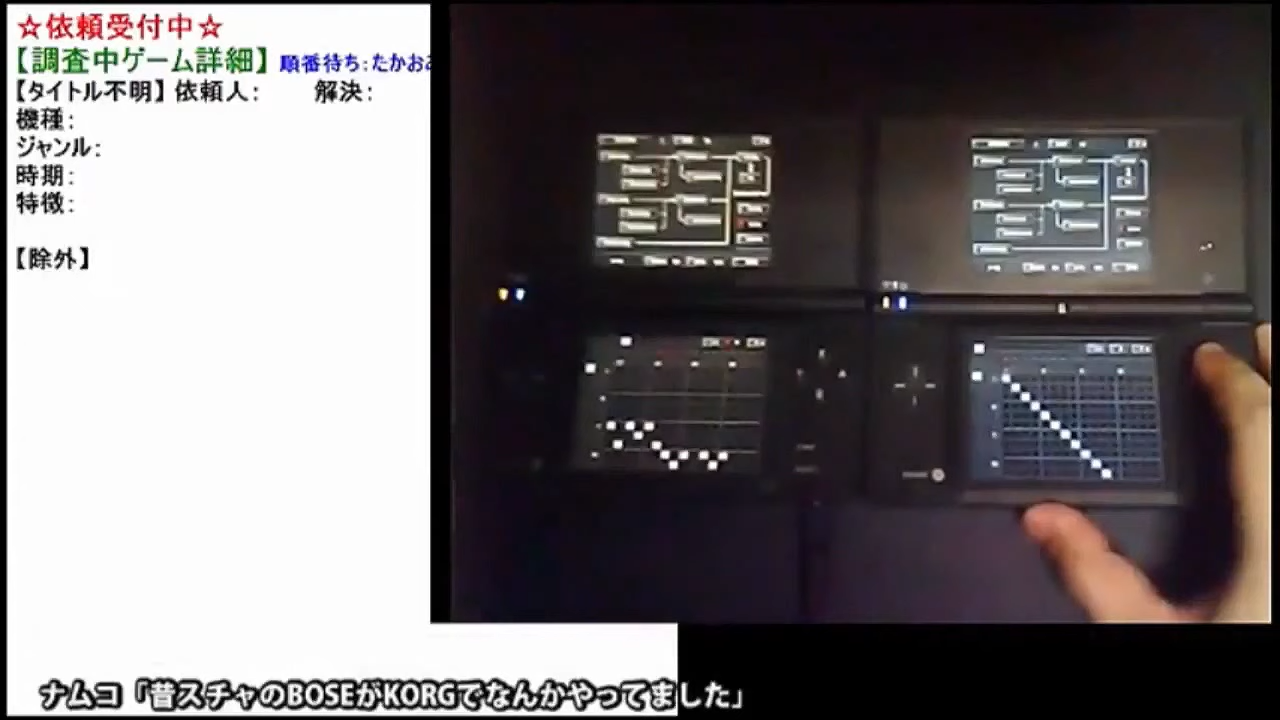 ☆依頼受付中☆
【調査中ゲーム詳細】 順番待ち:たかお
【タイトル不明】 依頼人: 解決:
機種:
ジャンル:
時期:
特徴:
【除外】
ナムコ「昔スチャのBOSEがKORGでなんかやってました」